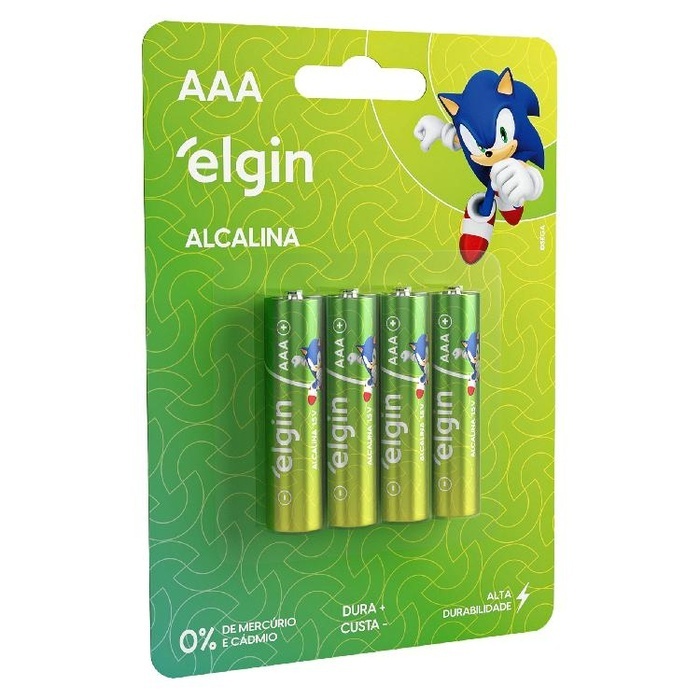 AAA
elgin
ALCALINA
©SEGA
AAA +
elgin
ALCALINA 1.5V
-
AAA +
elgin
ALCALINA 1.5V
-
AAA +
elgin
ALCALINA 1.5V
-
AAA +
elgin
ALCALINA 1.5V
-
0% DE MERCÚRIO
E CÁDMIO
DURA +
CUSTA -
ALTA
DURABILIDADE